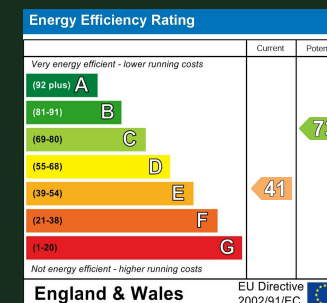 Energy Efficiency Rating
Current
Very energy efficient - lower running costs
(92 plus) A
(81-91) B
(69-80) C
(55-68) D
(39-54) E
41
(21-38) F
(1-20) G
Not energy efficient - higher running costs
England & Wales
EU Directive
2002/91/EC